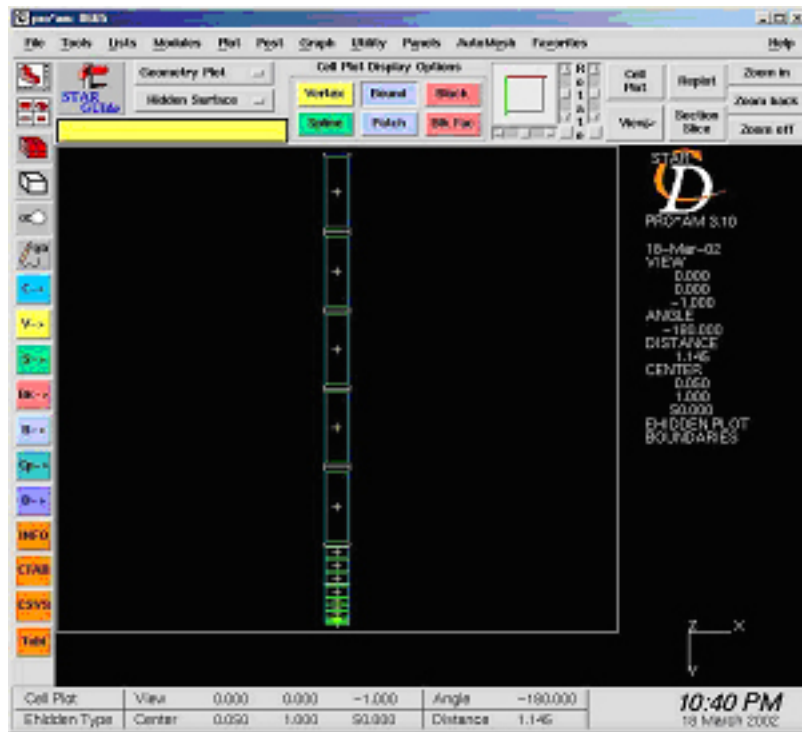 File Tools Lists Modules Plot Post Graph Utility Panels AutoMesh Favorites Help
STAR
GUIde
Geometry Plot
Hidden Surface
Cell Plot Display Options
Vertex Bound Block
Spline Patch Blk Fac
Rotate
Cell
Plot
Replot
Zoom in
Zoom back
View->
Section
Slice
Zoom off
C->
V->
S->
BK->
B->
Sp->
D->
INFO
CTAB
CSYS
Tool
STAR
CD
PRO*AM 3.10
18-Mar-02
VIEW
0.000
0.000
-1.000
ANGLE
-180.000
DISTANCE
1.145
CENTER
0.050
1.000
50.000
EHIDDEN PLOT
BOUNDARIES
Z X
Y
Cell Plot View 0.000 0.000 -1.000 Angle -180.000
Ehidden Type Center 0.050 1.000 50.000 Distance 1.145
10:40 PM
18 March 2002